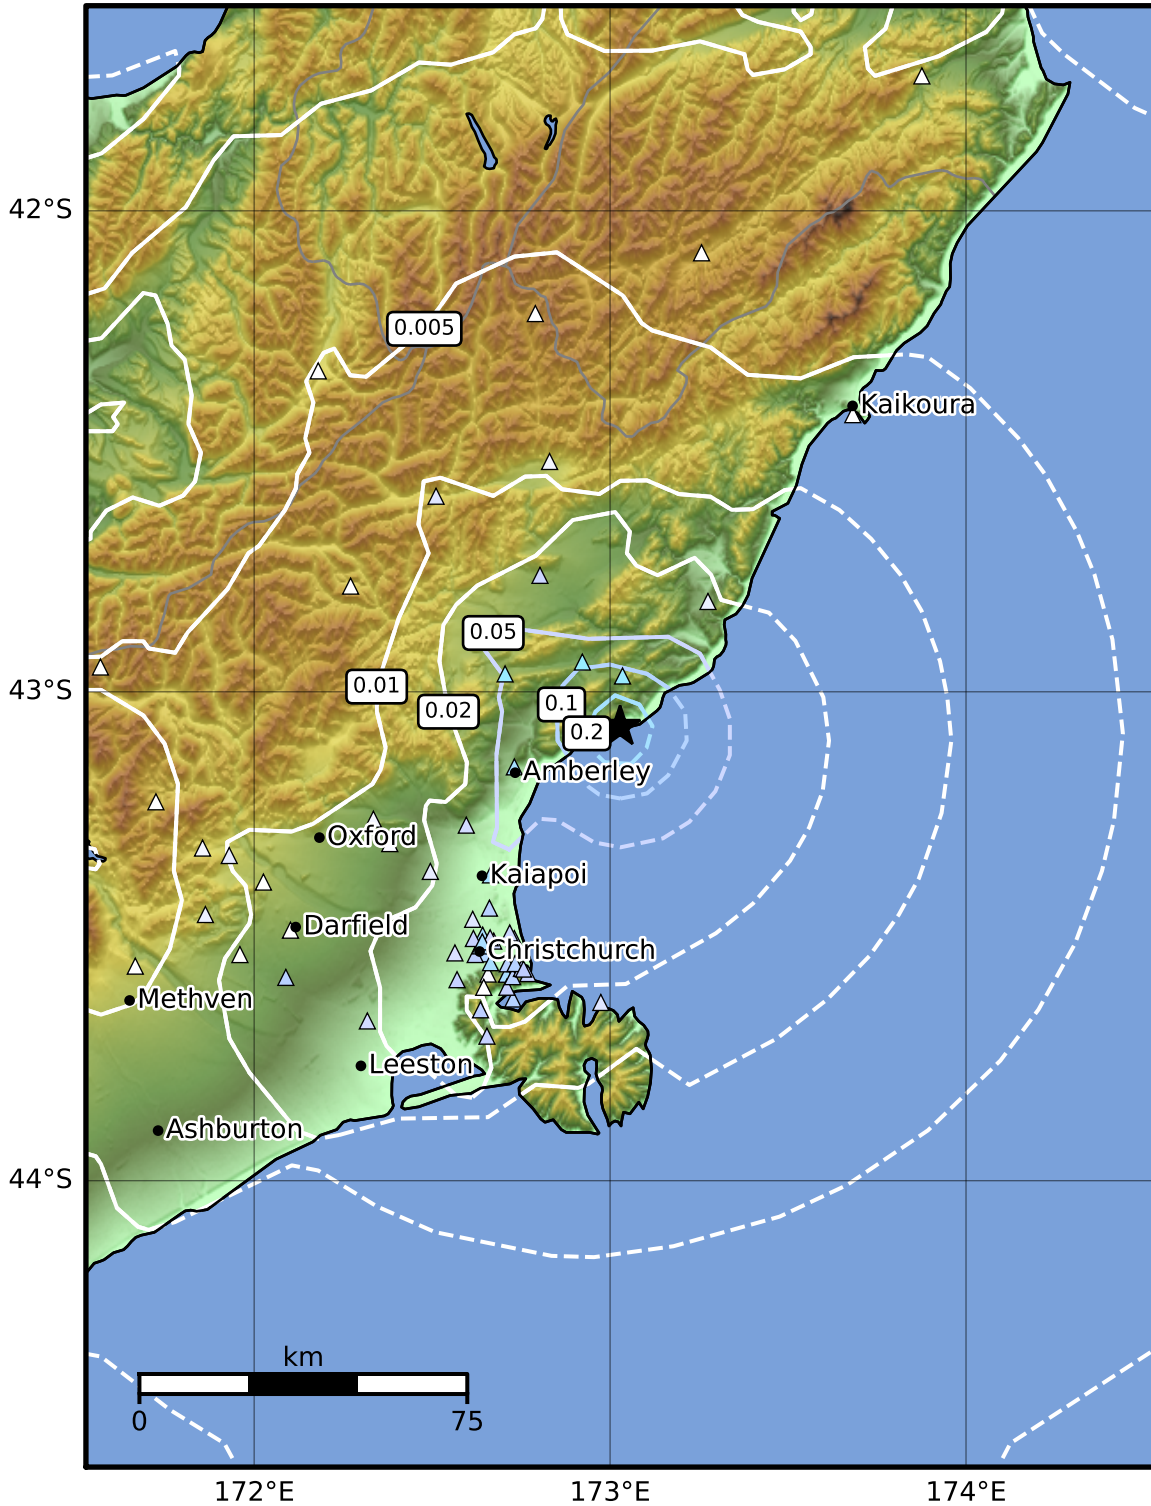 42°S
0.005
Kaikoura
0.05
43°S
0.01
0.02
0.1
0.2
Amberley
Oxford
Kaiapoi
Darfield
Christchurch
Methven
Leeston
Ashburton
44°S
km
0
75
172°E
173°E
174°E